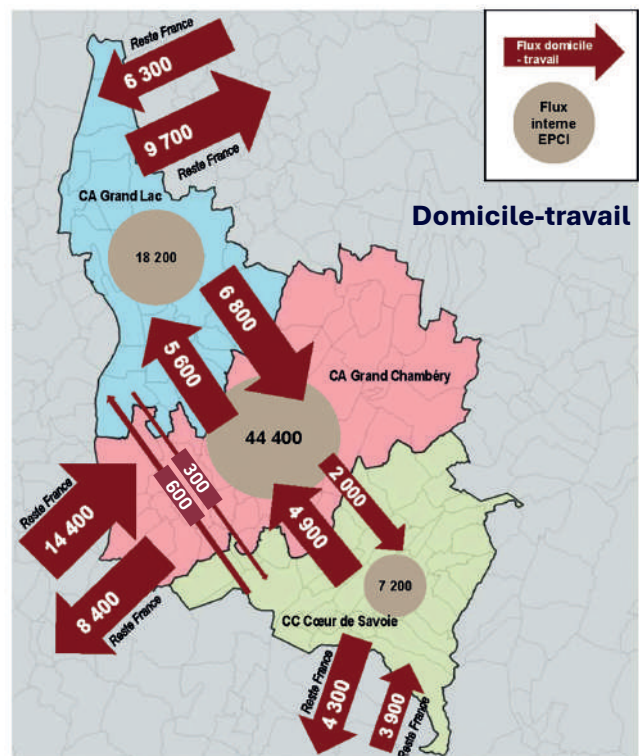 Reste France
6 300
9 700
Reste France
Flux domicile
- travail
Flux
interne
EPCI
Domicile-travail
CA Grand Lac
18 200
6 800
5 600
CA Grand Chambéry
44 400
300
600
2 000
4 900
Reste France
14 400
8 400
Reste France
7 200
CC Cœur de Savoie
Reste France
4 300
3 900
Reste France